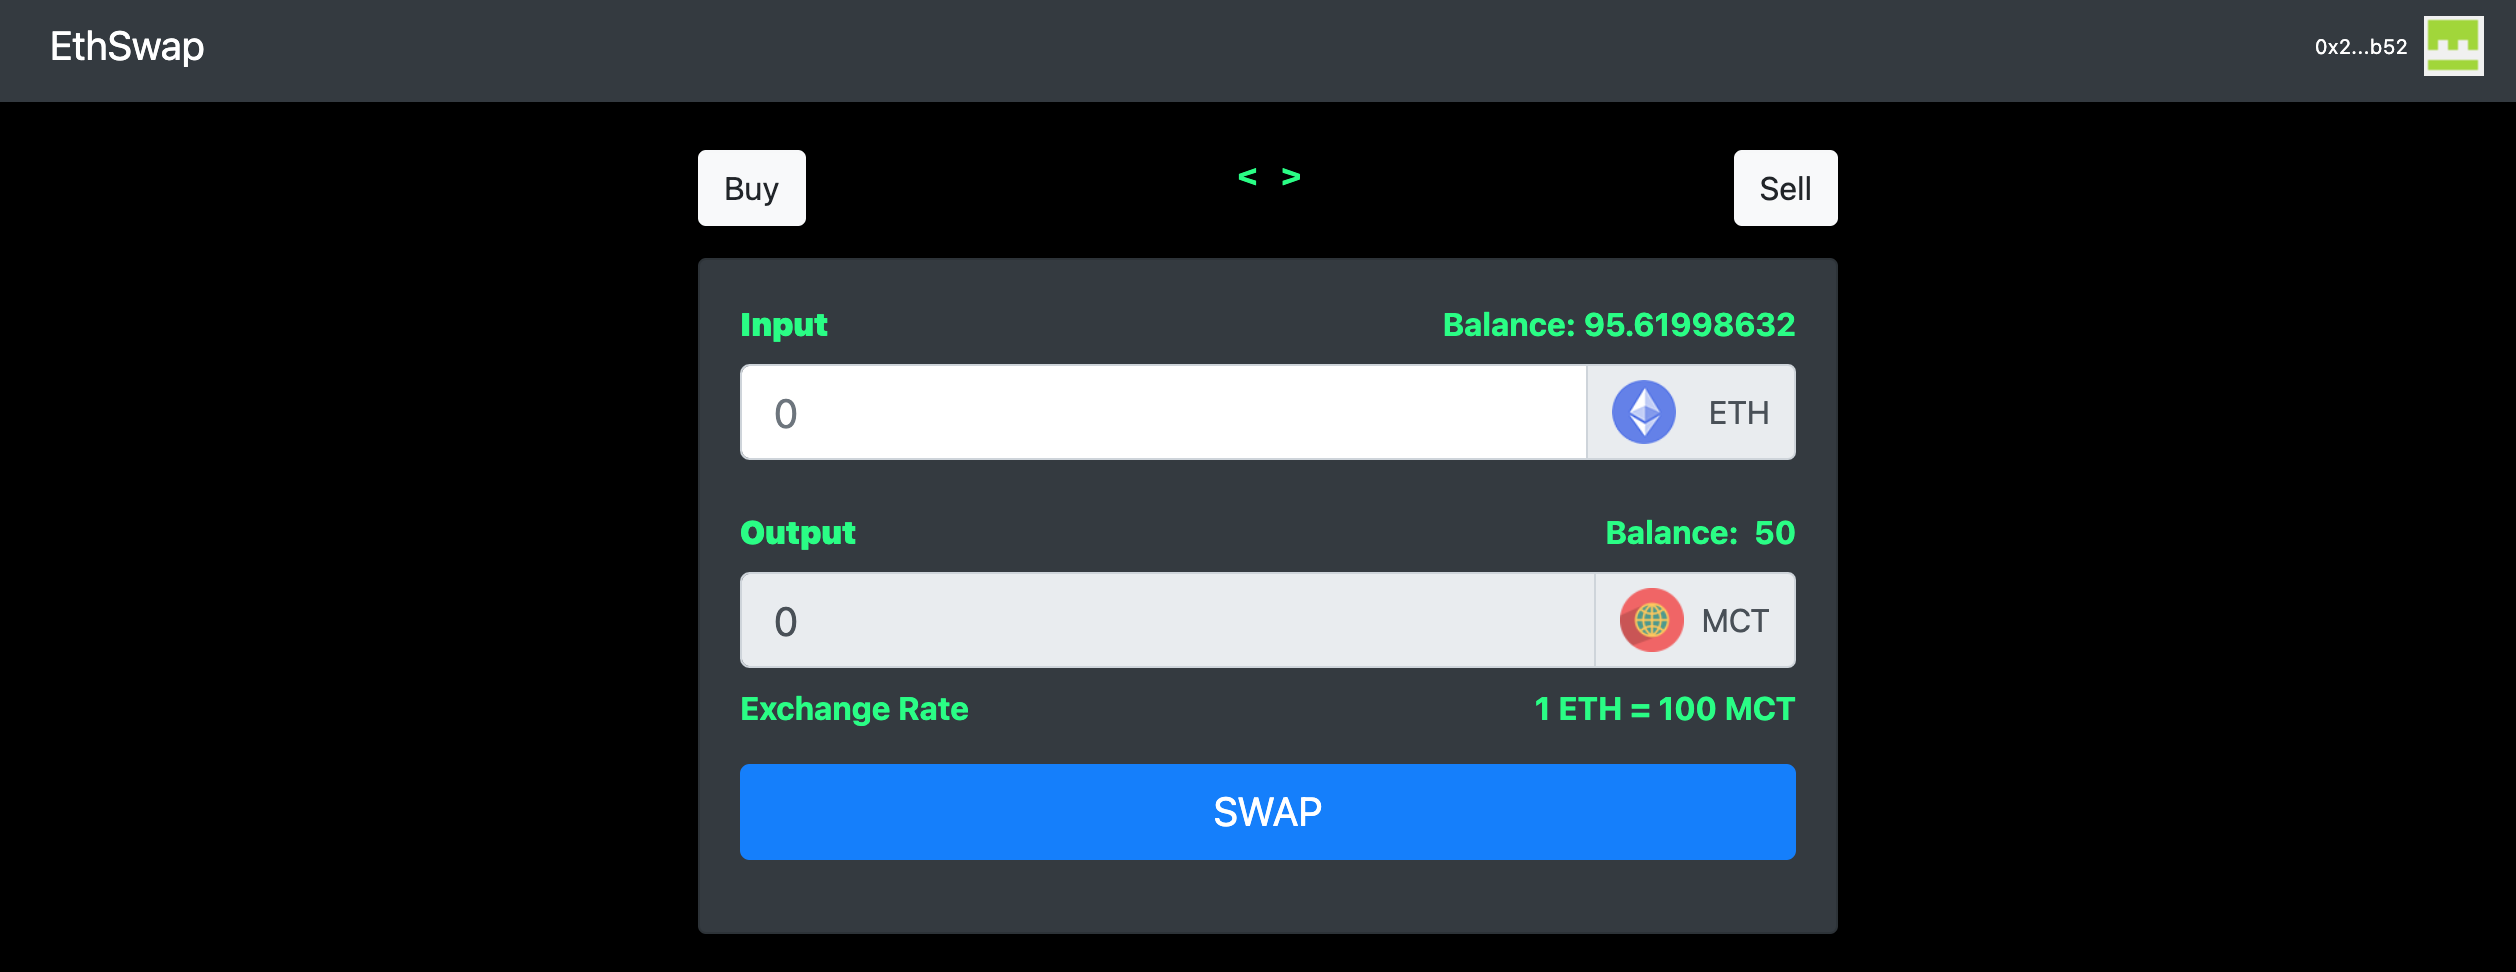 EthSwap
0x2...b52
Buy
< >
Sell
Input
Balance: 95.61998632
0
ETH
Output
Balance: 50
0
MCT
Exchange Rate
1 ETH = 100 MCT
SWAP